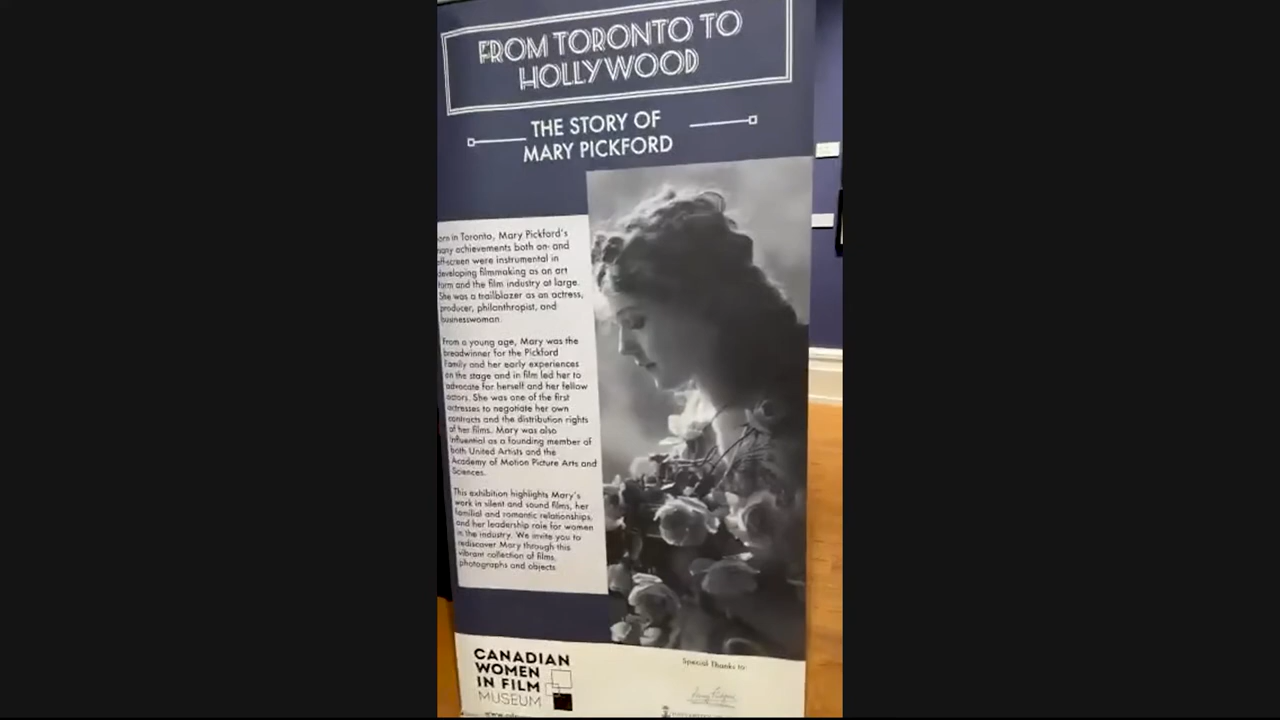 FROM TORONTO TO
HOLLYWOOD
THE STORY OF
MARY PICKFORD
orn in Toronto, Mary Pickford's
any achievements both on- and
ff-screen were instrumental in
developing filmmaking as an art
form and the film industry at large.
She was a trailblazer as an actress,
producer, philanthropist, and
businesswoman.
From a young age, Mary was the
breadwinner for the Pickford
Family and her early experiences
on the stage and in film led her to
advocate for herself and her fellow
actors. She was one of the first
actresses to negotiate her own
contracts and the distribution rights
of her films. Mary was also
influential as a founding member of
both United Artists and the
Academy of Motion Picture Arts and
Sciences.
This exhibition highlights Mary's
work in silent and sound films, her
familial and romantic relationships,
and her leadership role for women
in the industry. We invite you to
rediscover Mary through this
vibrant collection of films,
photographs and objects
CANADIAN
WOMEN
IN FILM
MUSEUM
Special Thanks to: